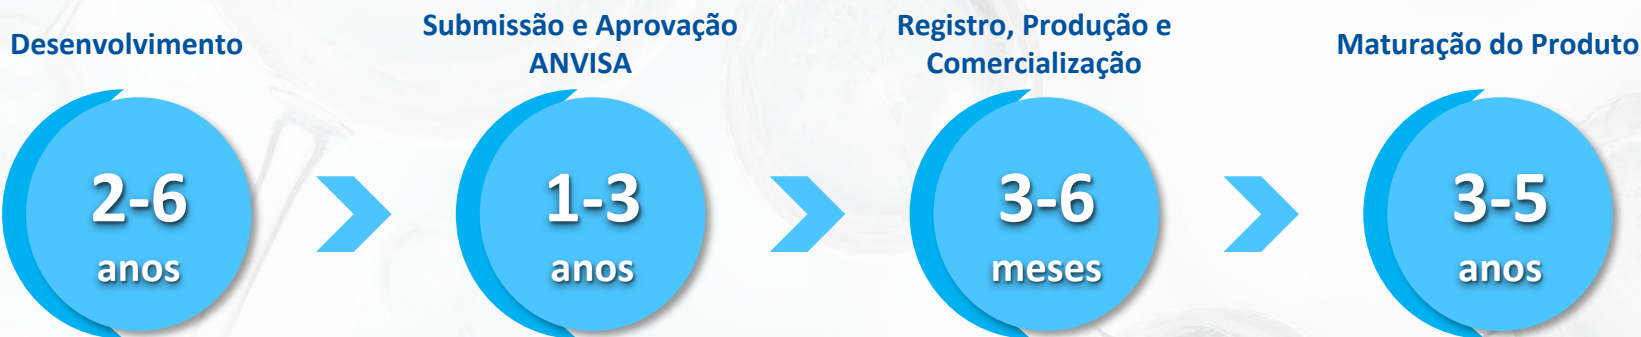 Desenvolvimento
2-6
anos
Submissão e Aprovação
ANVISA
1-3
anos
Registro, Produção e
Comercialização
3-6
meses
Maturação do Produto
3-5
anos